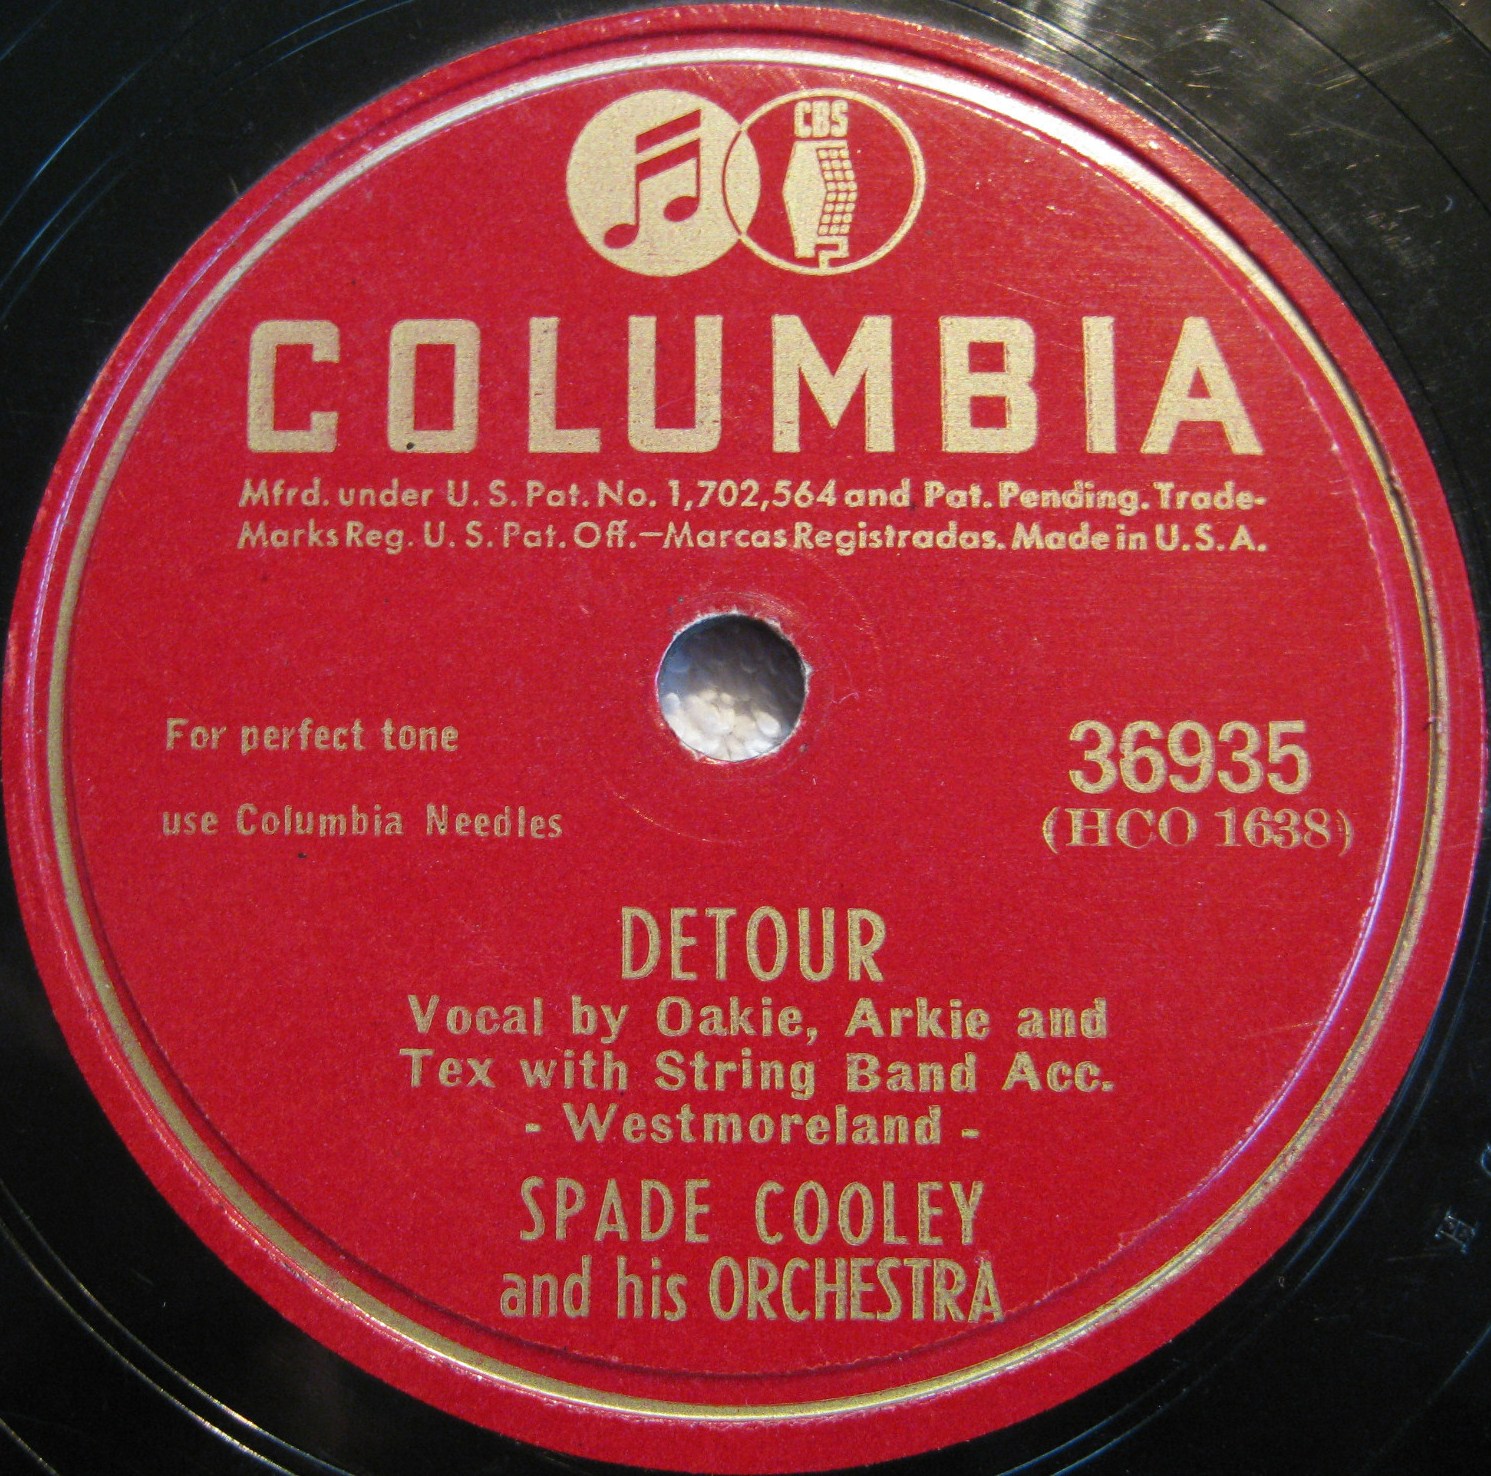 CBS
COLUMBIA
Mfrd. under U. S. Pat. No. 1,702,564 and Pat. Pending. Trade-
Marks Reg. U. S. Pat. Off.—Marcas Registradas. Made in U.S.A.
For perfect tone
use Columbia Needles
36935
(HCO 1638)
DETOUR
Vocal by Oakie, Arkie and
Tex with String Band Acc.
- Westmoreland -
SPADE COOLEY
and his ORCHESTRA
H